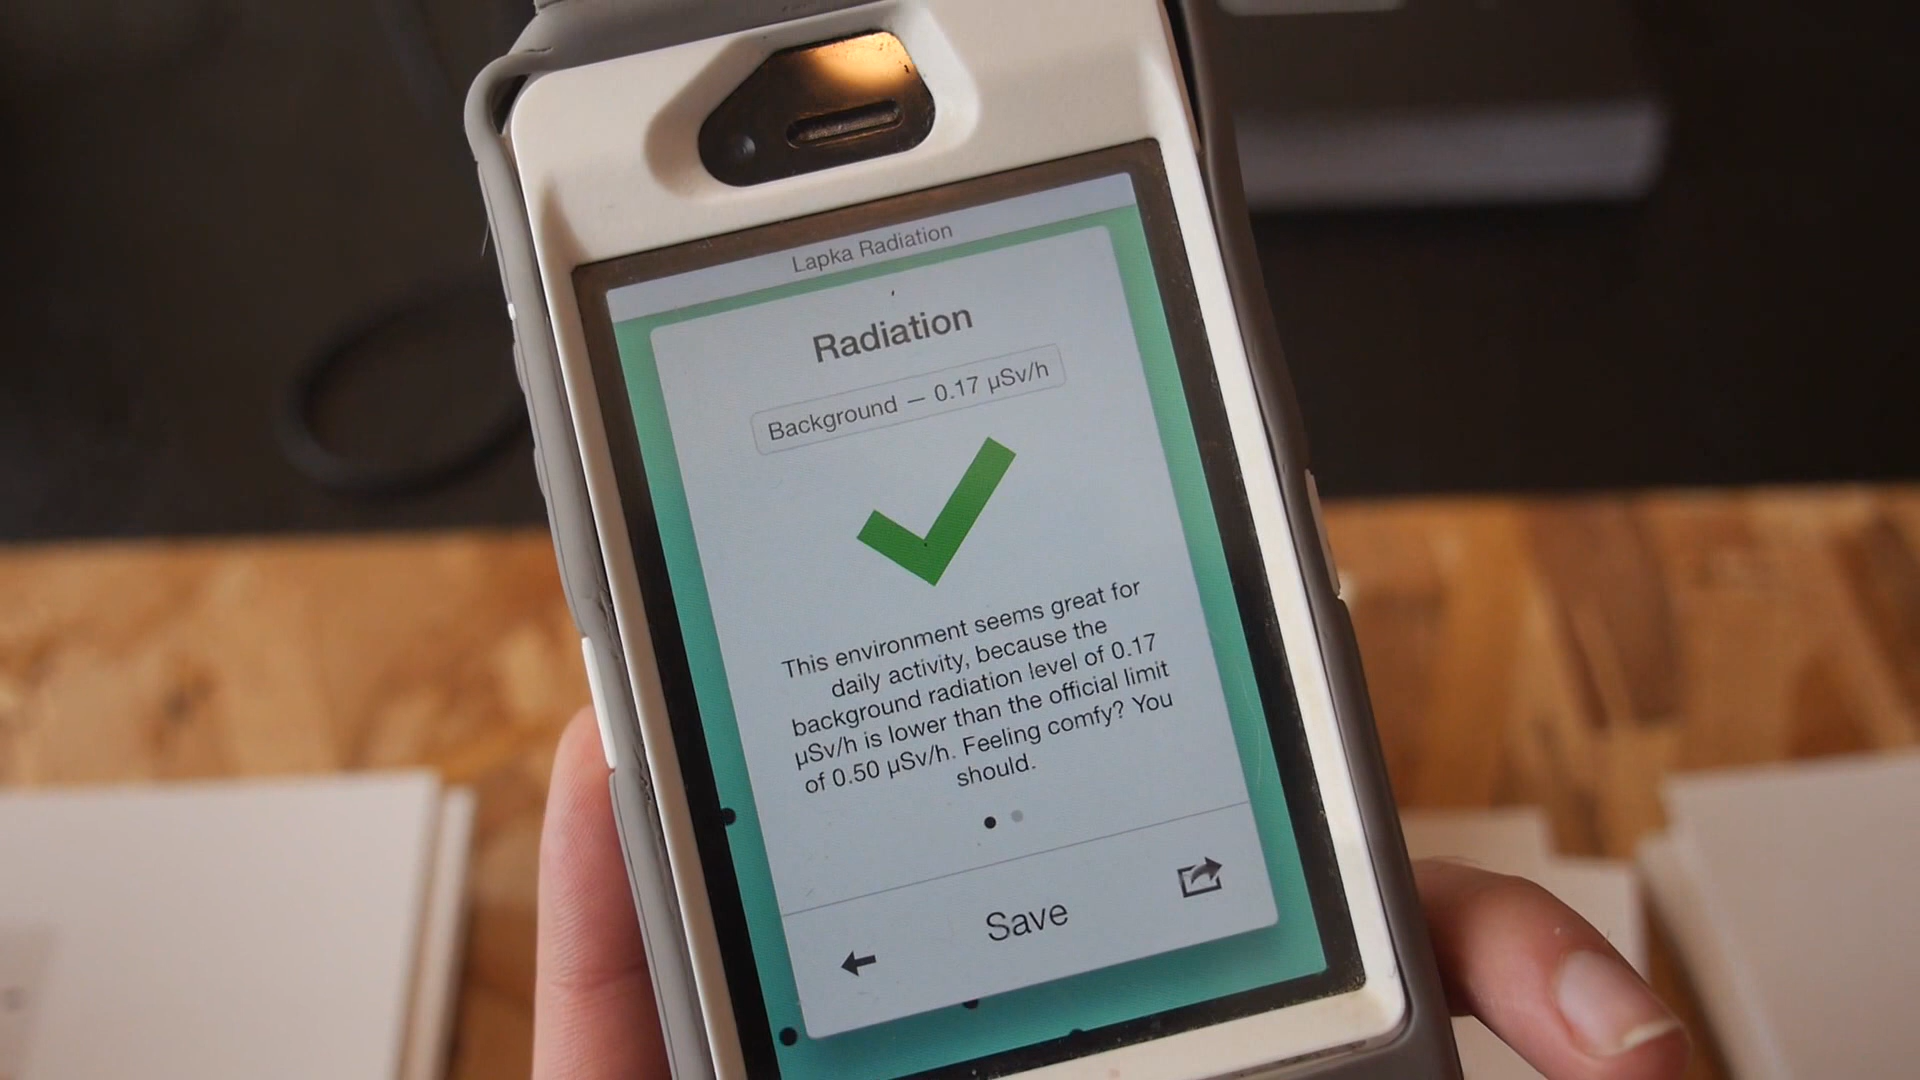 Lapka Radiation
Radiation
Background — 0.17 µSv/h
This environment seems great for
daily activity, because the
background radiation level of 0.17
µSv/h is lower than the official limit
of 0.50 µSv/h. Feeling comfy? You
should.
Save